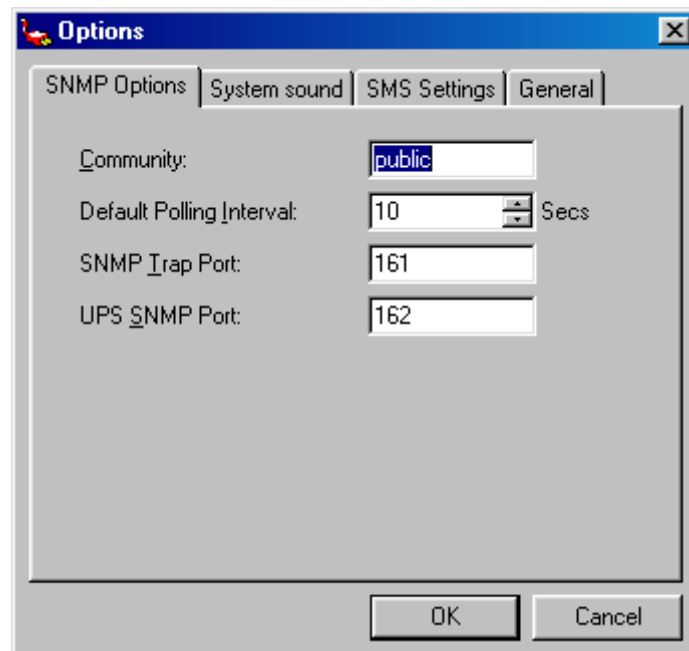 Options
SNMP Options System sound SMS Settings General
Community: public
Default Polling Interval: 10 Secs
SNMP Trap Port: 161
UPS SNMP Port: 162
OK Cancel